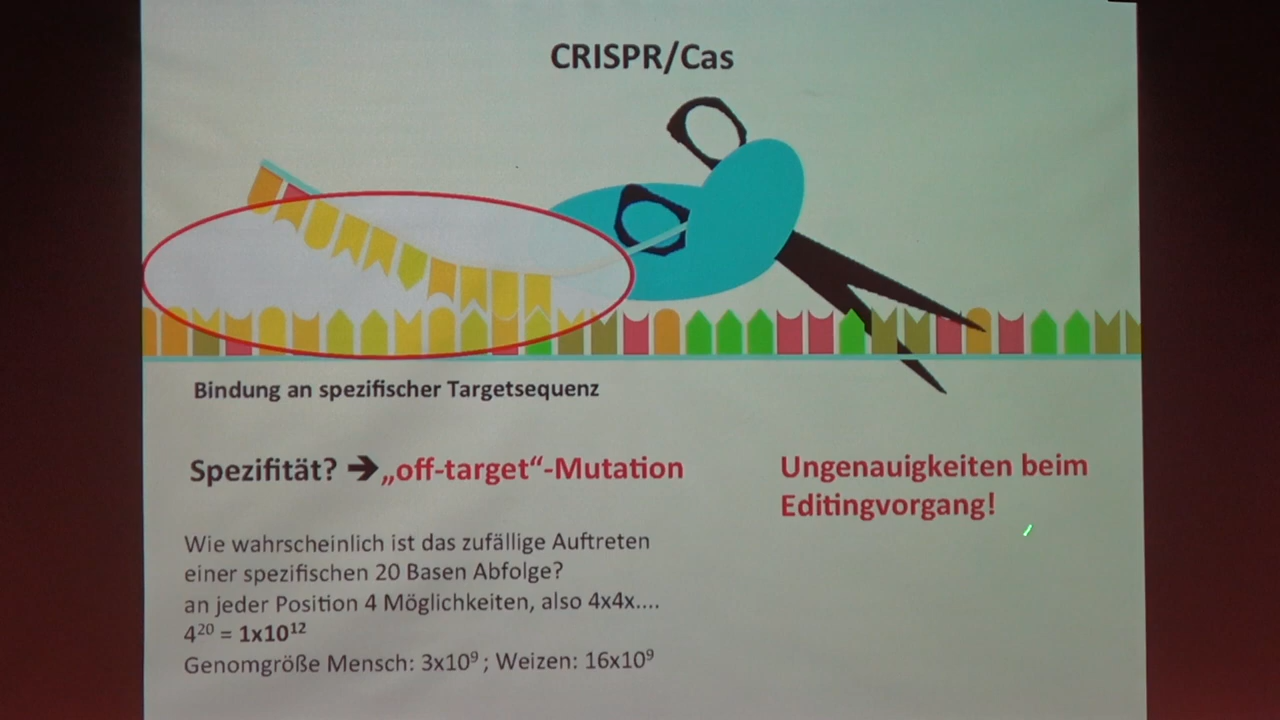 CRISPR/Cas
Bindung an spezifischer Targetsequenz
Spezifität? ➔ „off-target“-Mutation
Ungenauigkeiten beim
Editingvorgang!
Wie wahrscheinlich ist das zufällige Auftreten
einer spezifischen 20 Basen Abfolge?
an jeder Position 4 Möglichkeiten, also 4x4x....
4²⁰ = 1x10¹²
Genomgröße Mensch: 3x10⁹ ; Weizen: 16x10⁹